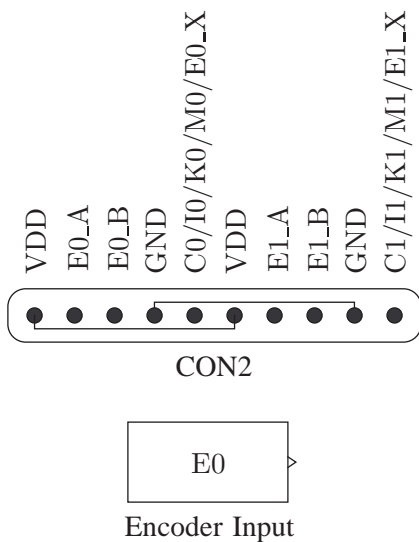 VDD
E0_A
E0_B
GND
C0/I0/K0/M0/E0_X
VDD
E1_A
E1_B
GND
C1/I1/K1/M1/E1_X
CON2
E0
Encoder Input